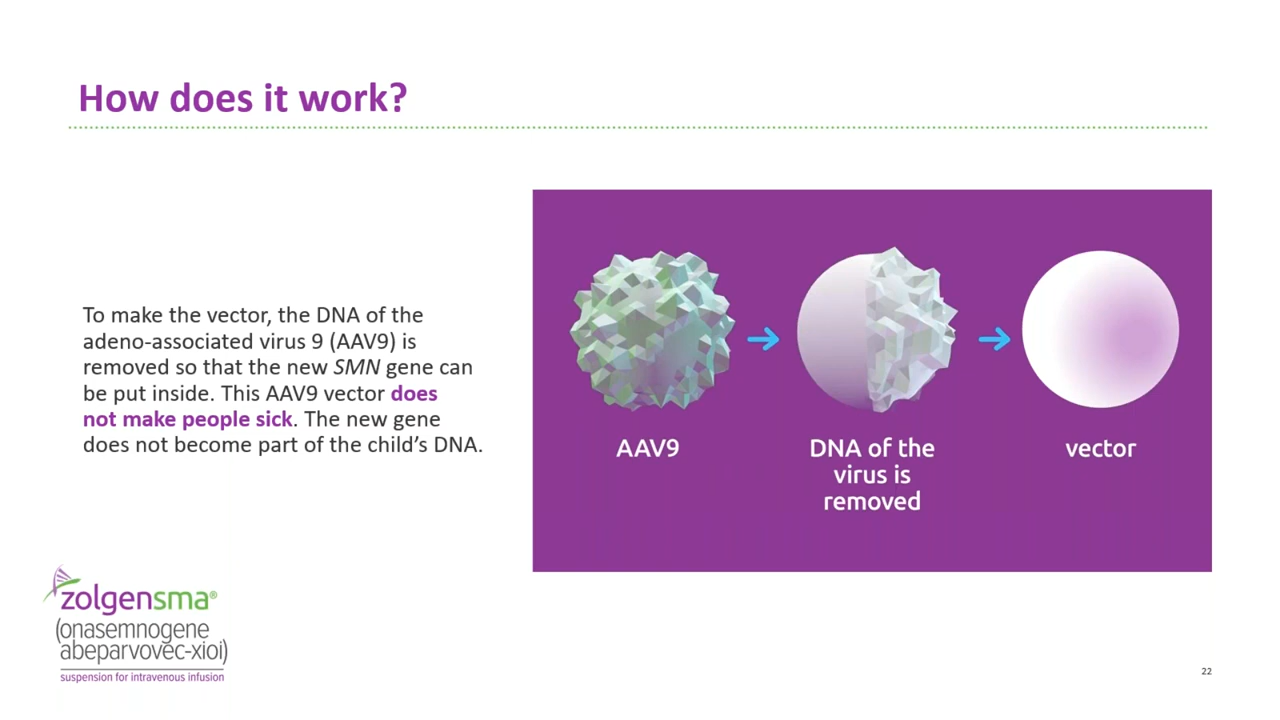 How does it work?
To make the vector, the DNA of the
adeno-associated virus 9 (AAV9) is
removed so that the new SMN gene can
be put inside. This AAV9 vector does
not make people sick. The new gene
does not become part of the child’s DNA.
AAV9
DNA of the
virus is
removed
vector
zolgensma®
(onasemnogene
abeparvovec-xioi)
suspension for intravenous infusion
22